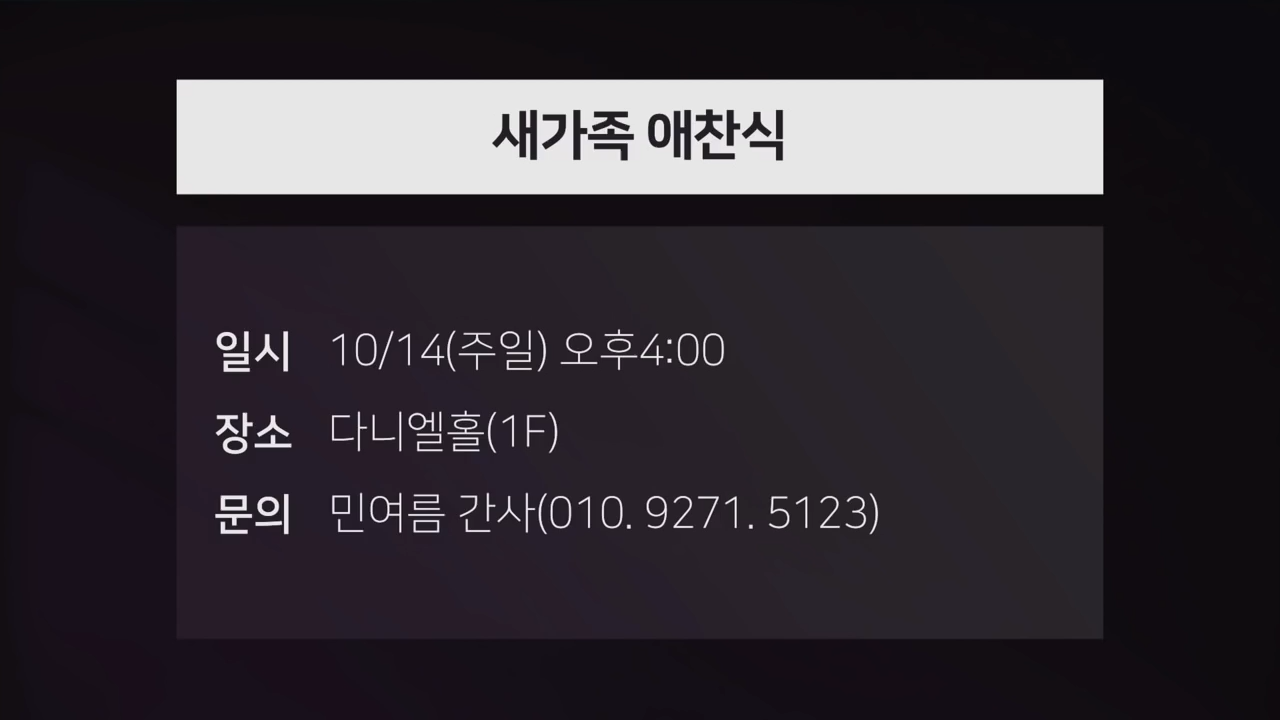 새가족 애찬식
일시 10/14(주일) 오후4:00
장소 다니엘홀(1F)
문의 민여름 간사(010. 9271. 5123)